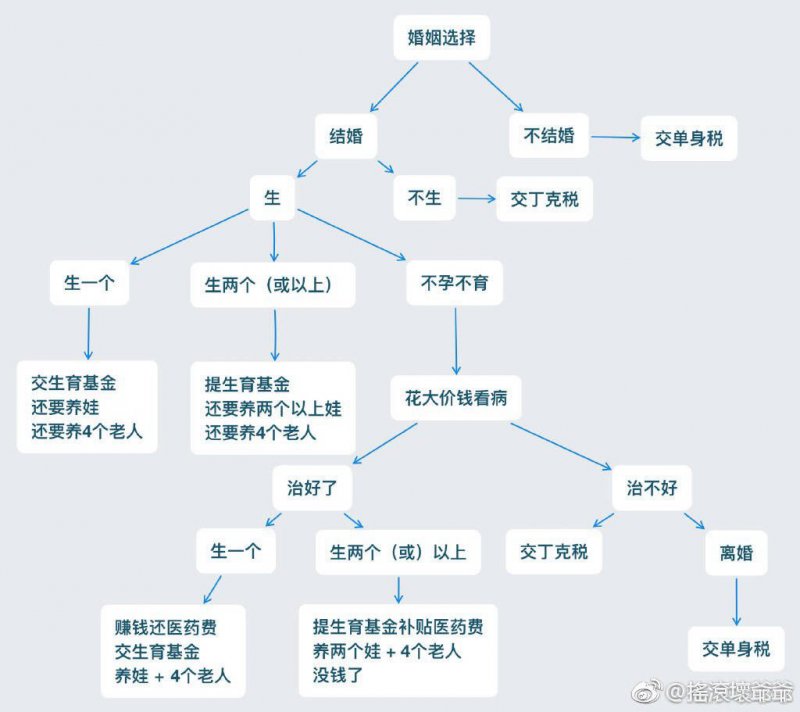 婚姻选择
结婚
不结婚
交单身税
生
不生
交丁克税
生一个
生两个（或以上）
不孕不育
交生育基金
还要养娃
还要养4个老人
提生育基金
还要养两个以上娃
还要养4个老人
花大价钱看病
治好了
治不好
生一个
生两个（或）以上
交丁克税
离婚
赚钱还医药费
交生育基金
养娃 + 4个老人
提生育基金补贴医药费
养两个娃 + 4个老人
没钱了
交单身税
@搖滾壞爺爺